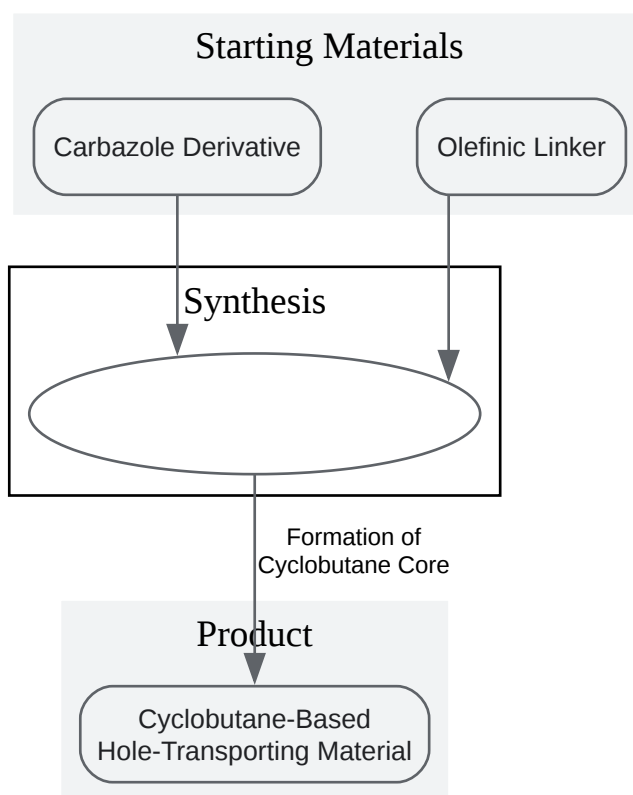 Starting Materials
Carbazole Derivative
Olefinic Linker
Synthesis
Formation of
Cyclobutane Core
Product
Cyclobutane-Based
Hole-Transporting Material